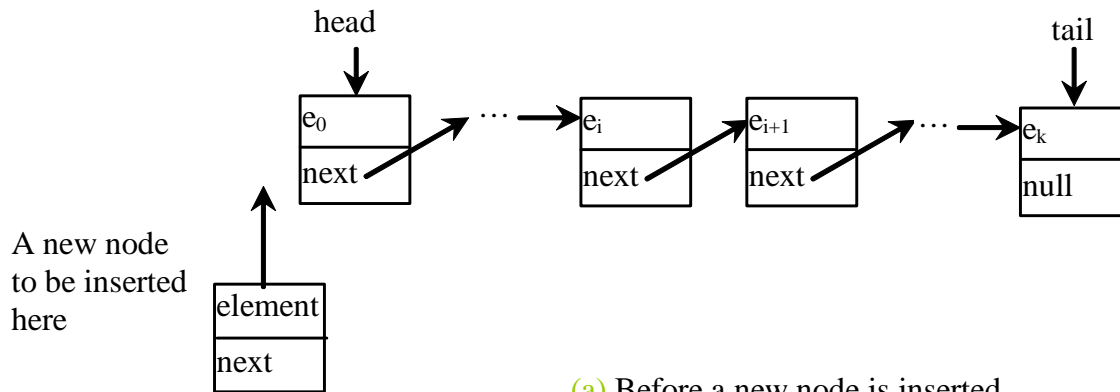 head
tail
e0
next
…
ei
next
ei+1
next
…
ek
null
A new node
to be inserted
here
element
next
(a) Before a new node is inserted